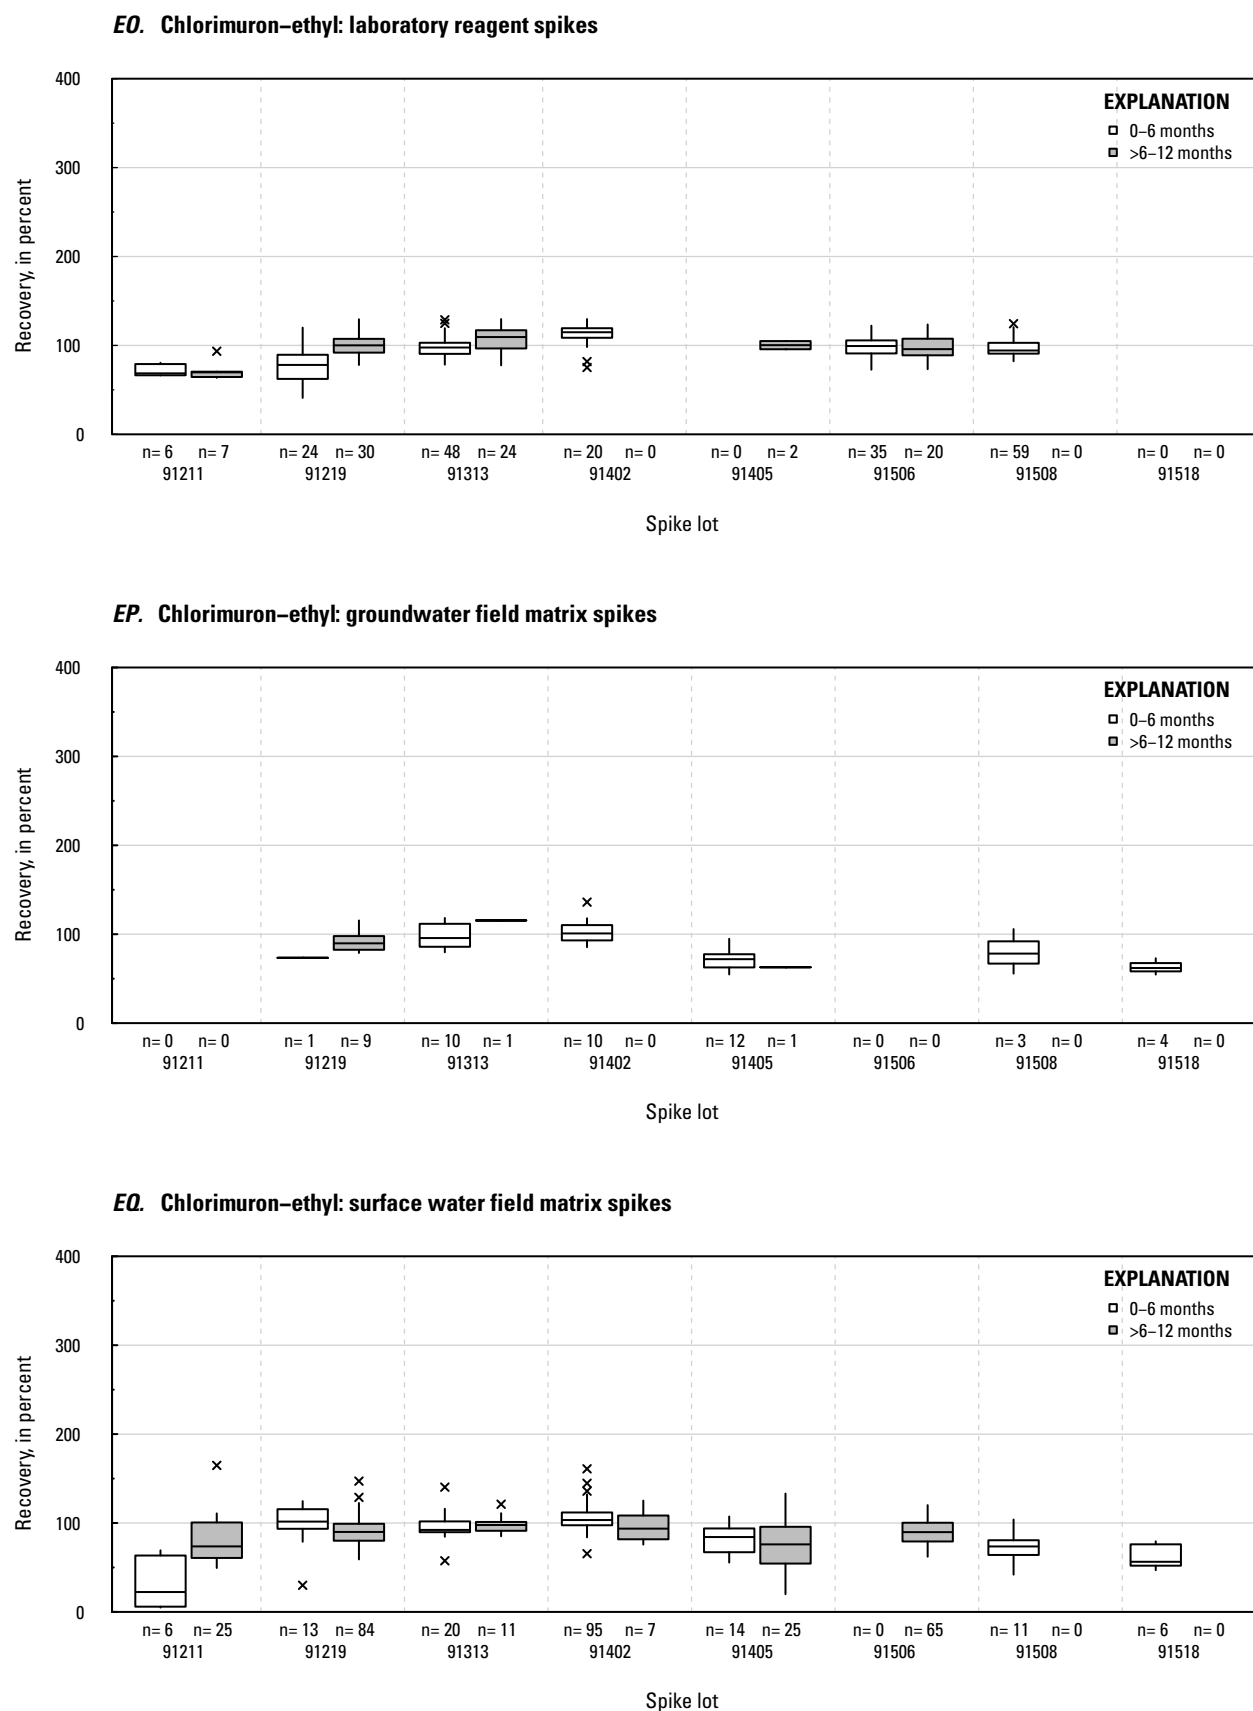 EO. Chlorimuron–ethyl: laboratory reagent spikes
400
300
200
100
0
Recovery, in percent
EXPLANATION
0–6 months
>6–12 months
n= 6 n= 7 n= 24 n= 30 n= 48 n= 24 n= 20 n= 0 n= 0 n= 2 n= 35 n= 20 n= 59 n= 0 n= 0 n= 0
91211 91219 91313 91402 91405 91506 91508 91518
Spike lot
EP. Chlorimuron–ethyl: groundwater field matrix spikes
400
300
200
100
0
Recovery, in percent
EXPLANATION
0–6 months
>6–12 months
n= 0 n= 0 n= 1 n= 9 n= 10 n= 1 n= 10 n= 0 n= 12 n= 1 n= 0 n= 0 n= 3 n= 0 n= 4 n= 0
91211 91219 91313 91402 91405 91506 91508 91518
Spike lot
EQ. Chlorimuron–ethyl: surface water field matrix spikes
400
300
200
100
0
Recovery, in percent
EXPLANATION
0–6 months
>6–12 months
n= 6 n= 25 n= 13 n= 84 n= 20 n= 11 n= 95 n= 7 n= 14 n= 25 n= 0 n= 65 n= 11 n= 0 n= 6 n= 0
91211 91219 91313 91402 91405 91506 91508 91518
Spike lot